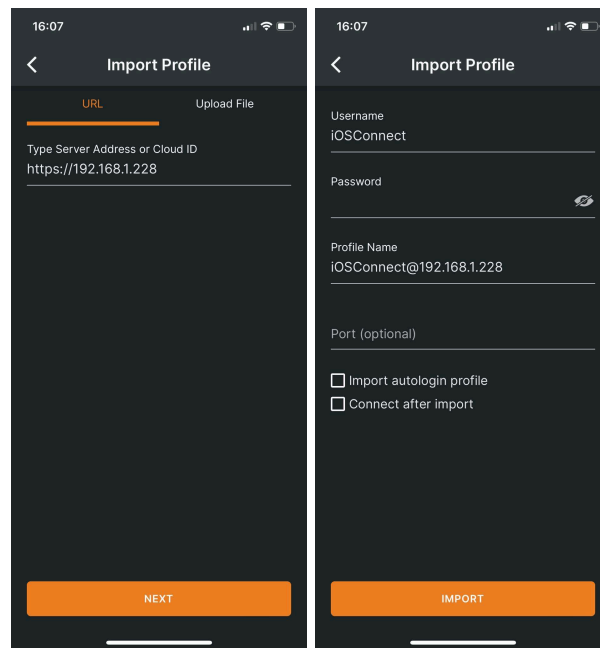 16:07
Import Profile
URL
Upload File
Type Server Address or Cloud ID
https://192.168.1.228
NEXT
16:07
Import Profile
Username
iOSConnect
Password
Profile Name
iOSConnect@192.168.1.228
Port (optional)
Import autologin profile
Connect after import
IMPORT